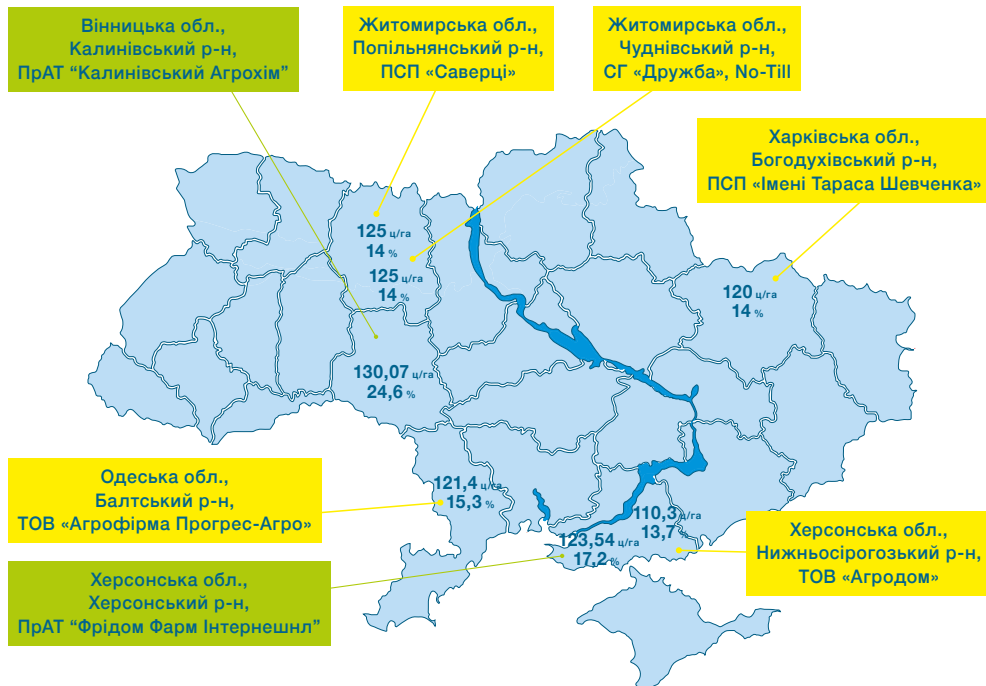 Вінницька обл.,
Калинівський р-н,
ПрАТ “Калинівський Агрохім”
Житомирська обл.,
Попільнянський р-н,
ПСП «Саверці»
Житомирська обл.,
Чуднівський р-н,
СГ «Дружба», No-Till
Харківська обл.,
Богодухівський р-н,
ПСП «Імені Тараса Шевченка»
125 ц/га
14 %
125 ц/га
14 %
120 ц/га
14 %
130,07 ц/га
24,6 %
Одеська обл.,
Балтський р-н,
ТОВ «Агрофірма Прогрес-Агро»
121,4 ц/га
15,3 %
110,3 ц/га
13,7 %
123,54 ц/га
17,2 %
Херсонська обл.,
Нижньосірогозький р-н,
ТОВ «Агродом»
Херсонська обл.,
Херсонський р-н,
ПрАТ “Фрідом Фарм Інтернешнл”